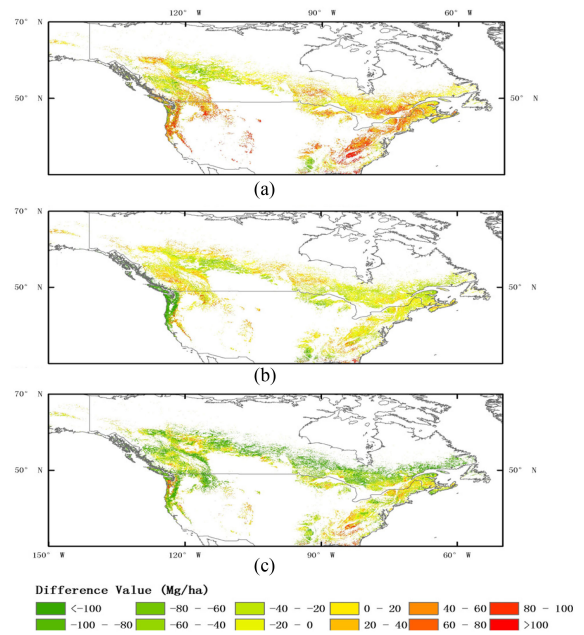 120° W 90° W 60° W
70°
N
50° N 50° N
(a)
70°
N
50° N 50° N
(b)
70° 70°
N N
50° N 50° N
150° W 120° W 90° W 60° W
(c)
Difference Value (Mg/ha)
<-100 -80 - -60 -40 - -20 0 - 20 40 - 60 80 - 100
-100 - -80 -60 - -40 -20 - 0 20 - 40 60 - 80 >100